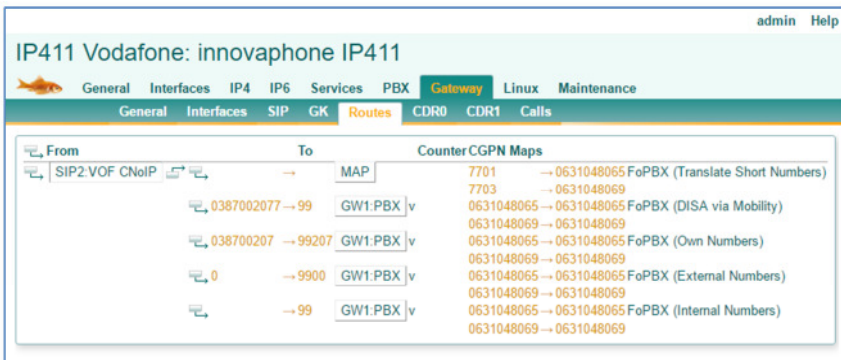 admin Help
IP411 Vodafone: innovaphone IP411
General Interfaces IP4 IP6 Services PBX Gateway Linux Maintenance
General Interfaces SIP GK Routes CDR0 CDR1 Calls
From To Counter CGPN Maps
SIP2:VOF CNoIP → MAP 7701 → 0631048065 FoPBX (Translate Short Numbers)
7703 → 0631048069
0387002077 → 99 GW1:PBX v 0631048065 → 0631048065 FoPBX (DISA via Mobility)
0631048069 → 0631048069
038700207 → 99207 GW1:PBX v 0631048065 → 0631048065 FoPBX (Own Numbers)
0631048069 → 0631048069
0 → 9900 GW1:PBX v 0631048065 → 0631048065 FoPBX (External Numbers)
0631048069 → 0631048069
→ 99 GW1:PBX v 0631048065 → 0631048065 FoPBX (Internal Numbers)
0631048069 → 0631048069